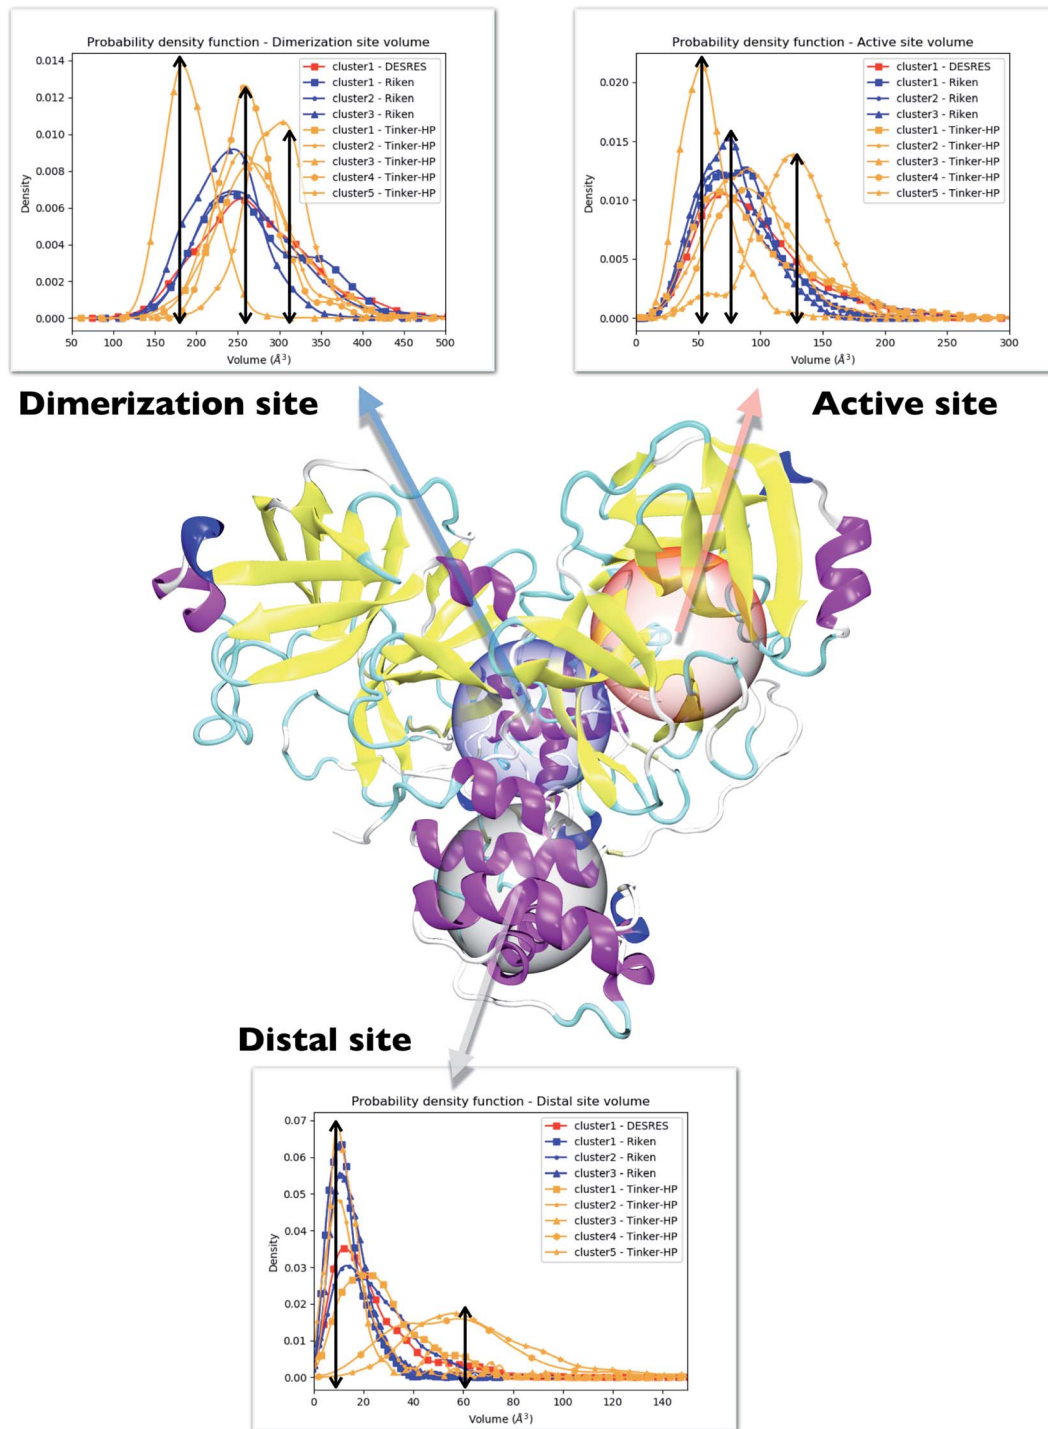 Probability density function - Dimerization site volume
0.014
0.012
0.010
0.008
0.006
0.004
0.002
0.000
Density
50 100 150 200 250 300 350 400 450 500
Volume (Å³)
cluster1 - DESRES
cluster1 - Riken
cluster2 - Riken
cluster3 - Riken
cluster1 - Tinker-HP
cluster2 - Tinker-HP
cluster3 - Tinker-HP
cluster4 - Tinker-HP
cluster5 - Tinker-HP
Probability density function - Active site volume
0.020
0.015
0.010
0.005
0.000
Density
0 50 100 150 200 250 300
Volume (Å³)
cluster1 - DESRES
cluster1 - Riken
cluster2 - Riken
cluster3 - Riken
cluster1 - Tinker-HP
cluster2 - Tinker-HP
cluster3 - Tinker-HP
cluster4 - Tinker-HP
cluster5 - Tinker-HP
Dimerization site
Active site
Distal site
Probability density function - Distal site volume
0.07
0.06
0.05
0.04
0.03
0.02
0.01
0.00
Density
0 20 40 60 80 100 120 140
Volume (Å³)
cluster1 - DESRES
cluster1 - Riken
cluster2 - Riken
cluster3 - Riken
cluster1 - Tinker-HP
cluster2 - Tinker-HP
cluster3 - Tinker-HP
cluster4 - Tinker-HP
cluster5 - Tinker-HP